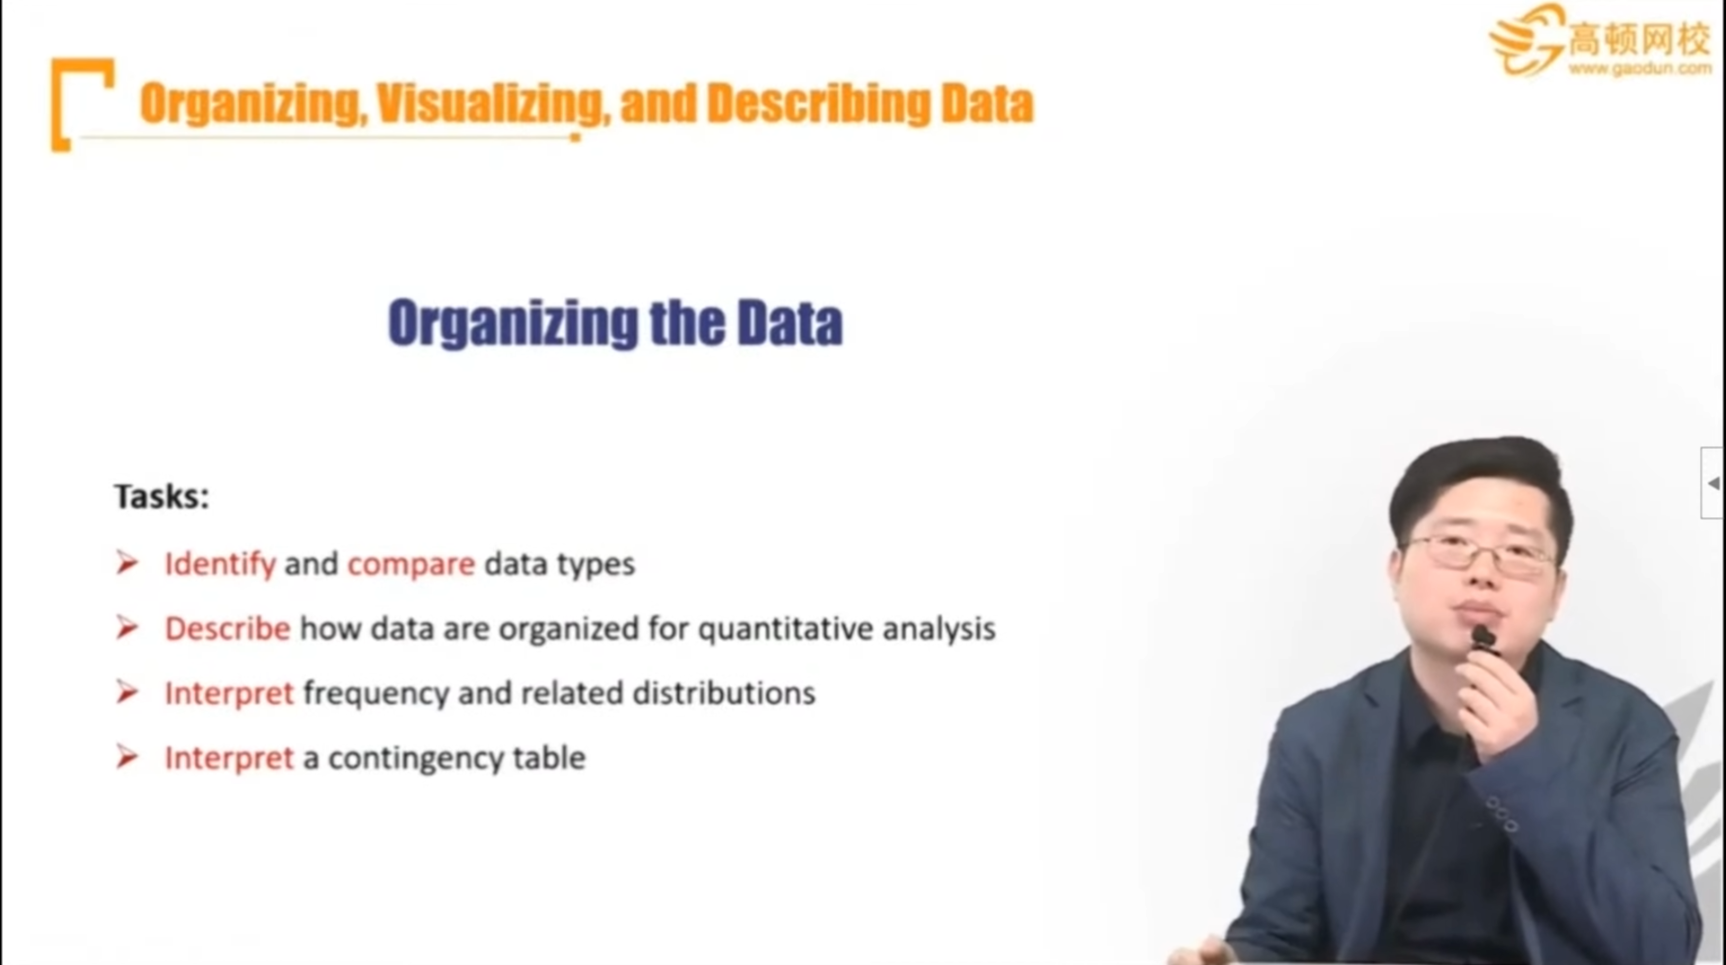 高顿网校
www.gaodun.com
Organizing, Visualizing, and Describing Data
Organizing the Data
Tasks:
Identify and compare data types
Describe how data are organized for quantitative analysis
Interpret frequency and related distributions
Interpret a contingency table